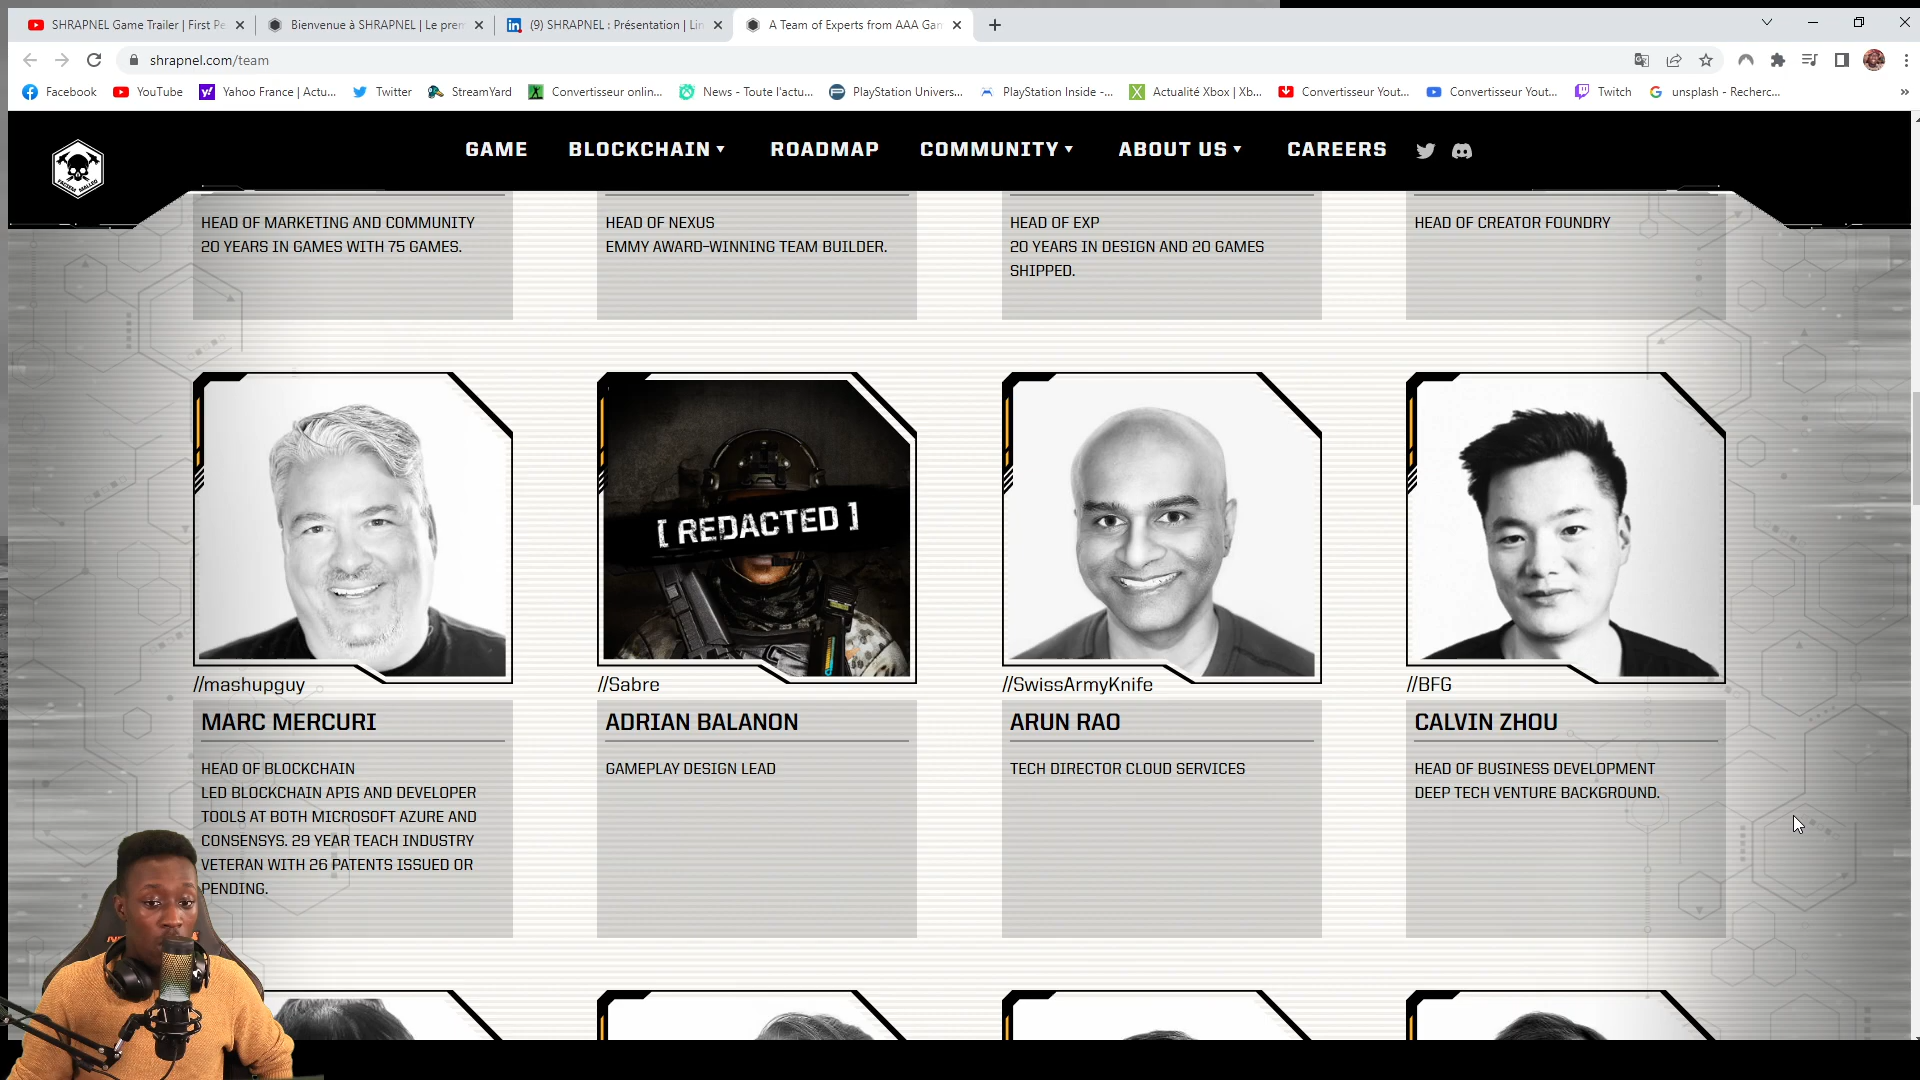 SHRAPNEL Game Trailer | First Pe
Bienvenue à SHRAPNEL | Le prem
(9) SHRAPNEL : Présentation | Lin
A Team of Experts from AAA Gam
shrapnel.com/team
Facebook
YouTube
Yahoo France | Actu...
Twitter
StreamYard
Convertisseur onlin...
News - Toute l'actu...
PlayStation Univers...
PlayStation Inside -...
Actualité Xbox | Xb...
Convertisseur Yout...
Convertisseur Yout...
Twitch
unsplash - Recherc...
GAME
BLOCKCHAIN
ROADMAP
COMMUNITY
ABOUT US
CAREERS
HEAD OF MARKETING AND COMMUNITY
20 YEARS IN GAMES WITH 75 GAMES.
HEAD OF NEXUS
EMMY AWARD-WINNING TEAM BUILDER.
HEAD OF EXP
20 YEARS IN DESIGN AND 20 GAMES
SHIPPED.
HEAD OF CREATOR FOUNDRY
[ REDACTED ]
//mashupguy
MARC MERCURI
HEAD OF BLOCKCHAIN
LED BLOCKCHAIN APIS AND DEVELOPER
TOOLS AT BOTH MICROSOFT AZURE AND
CONSENSYS. 29 YEAR TEACH INDUSTRY
VETERAN WITH 26 PATENTS ISSUED OR
PENDING.
//Sabre
ADRIAN BALANON
GAMEPLAY DESIGN LEAD
//SwissArmyKnife
ARUN RAO
TECH DIRECTOR CLOUD SERVICES
//BFG
CALVIN ZHOU
HEAD OF BUSINESS DEVELOPMENT
DEEP TECH VENTURE BACKGROUND.